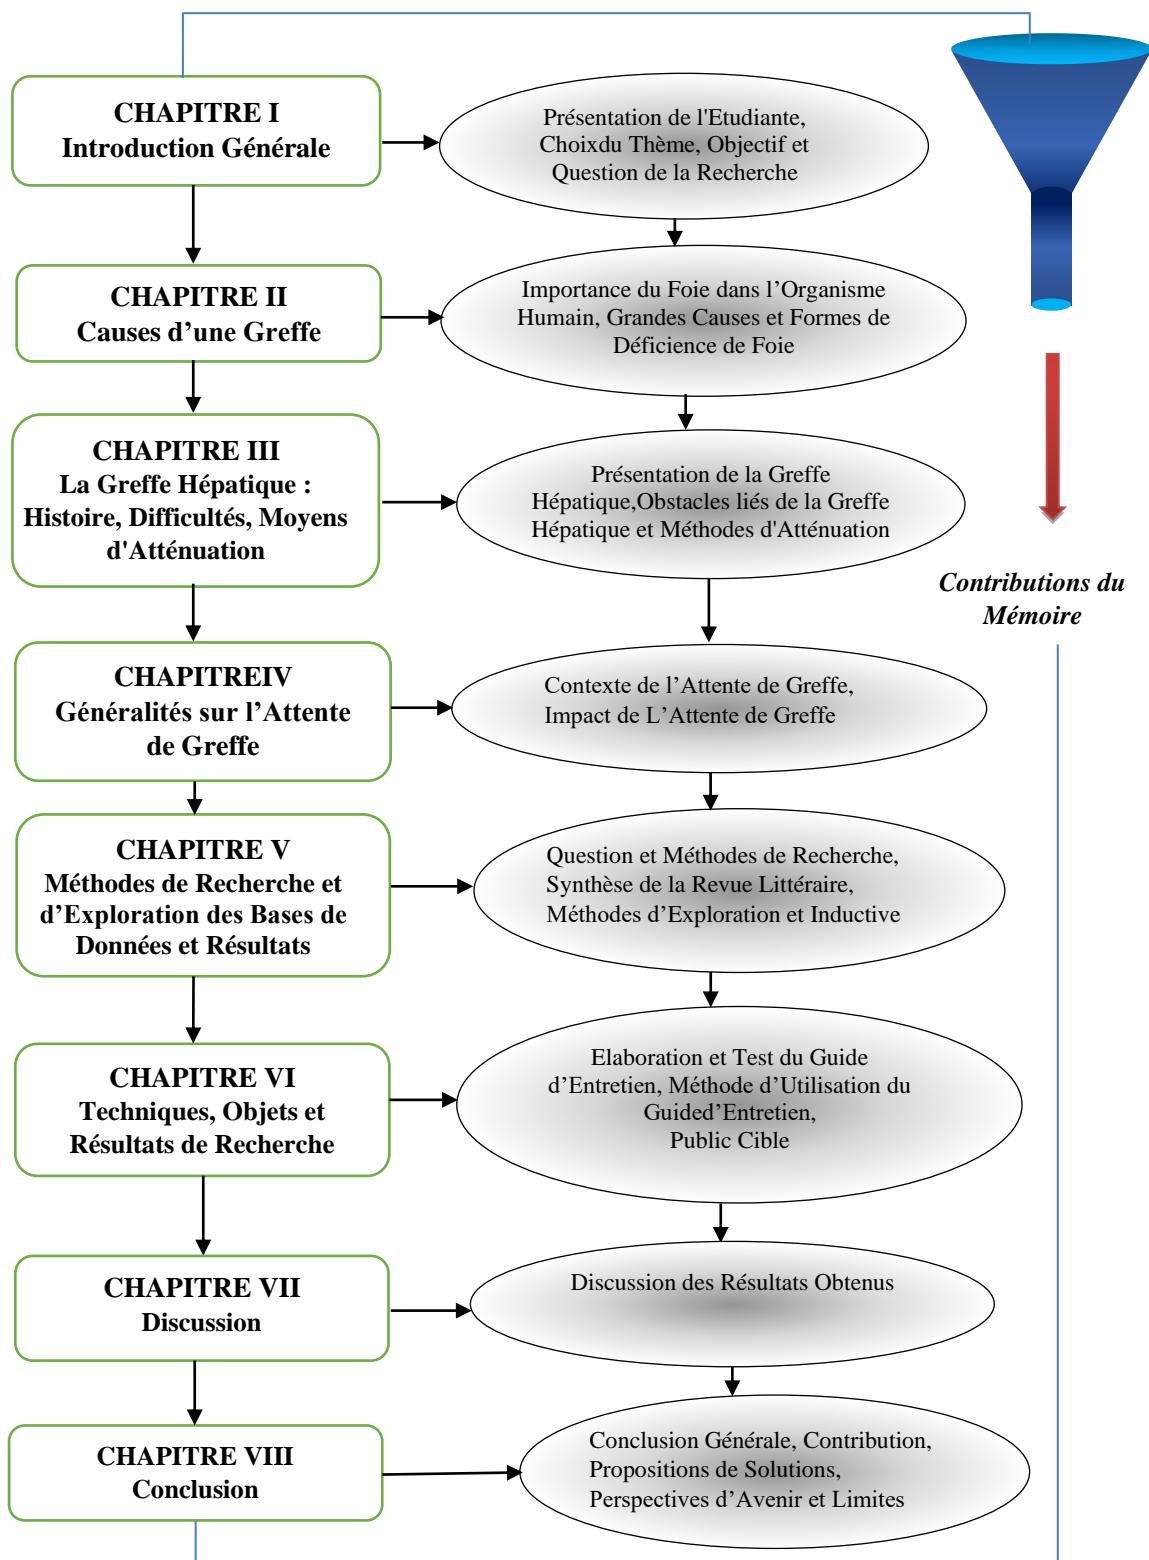 CHAPITRE I
Introduction Générale
Présentation de l'Etudiante,
Choixdu Thème, Objectif et
Question de la Recherche
CHAPITRE II
Causes d’une Greffe
Importance du Foie dans l’Organisme
Humain, Grandes Causes et Formes de
Déficience de Foie
CHAPITRE III
La Greffe Hépatique :
Histoire, Difficultés, Moyens
d'Atténuation
Présentation de la Greffe
Hépatique,Obstacles liés de la Greffe
Hépatique et Méthodes d'Atténuation
Contributions du
Mémoire
CHAPITREIV
Généralités sur l’Attente
de Greffe
Contexte de l’Attente de Greffe,
Impact de L’Attente de Greffe
CHAPITRE V
Méthodes de Recherche et
d’Exploration des Bases de
Données et Résultats
Question et Méthodes de Recherche,
Synthèse de la Revue Littéraire,
Méthodes d’Exploration et Inductive
CHAPITRE VI
Techniques, Objets et
Résultats de Recherche
Elaboration et Test du Guide
d’Entretien, Méthode d’Utilisation du
Guided’Entretien,
Public Cible
CHAPITRE VII
Discussion
Discussion des Résultats Obtenus
CHAPITRE VIII
Conclusion
Conclusion Générale, Contribution,
Propositions de Solutions,
Perspectives d’Avenir et Limites